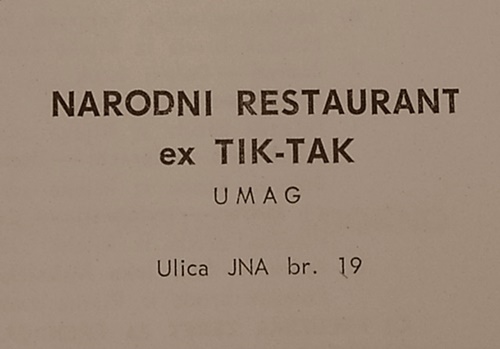 NARODNI RESTAURANT
ex TIK-TAK
UMAG
Ulica JNA br. 19